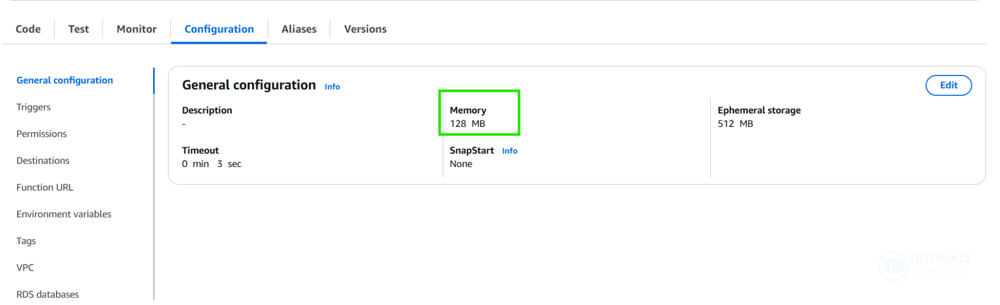 Code Test Monitor Configuration Aliases Versions
General configuration
Triggers
Permissions
Destinations
Function URL
Environment variables
Tags
VPC
RDS databases
General configuration Info
Edit
Description
-
Memory
128 MB
Ephemeral storage
512 MB
Timeout
0 min 3 sec
SnapStart Info
None
TD TUTORIALS
DOJO